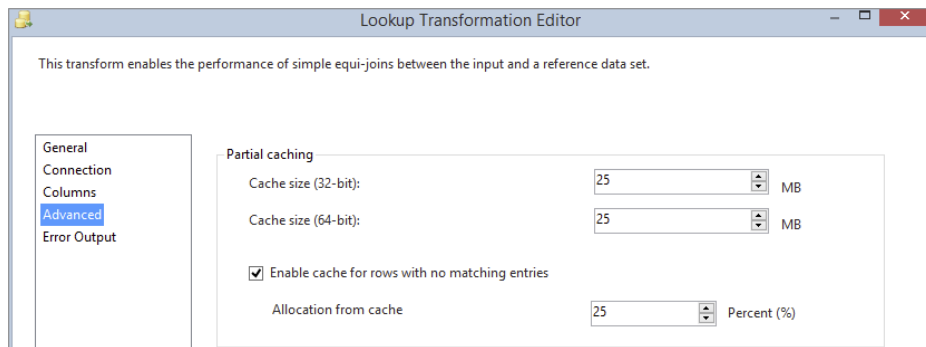 Lookup Transformation Editor
This transform enables the performance of simple equi-joins between the input and a reference data set.
General
Connection
Columns
Advanced
Error Output
Partial caching
Cache size (32-bit): 25 MB
Cache size (64-bit): 25 MB
Enable cache for rows with no matching entries
Allocation from cache 25 Percent (%)